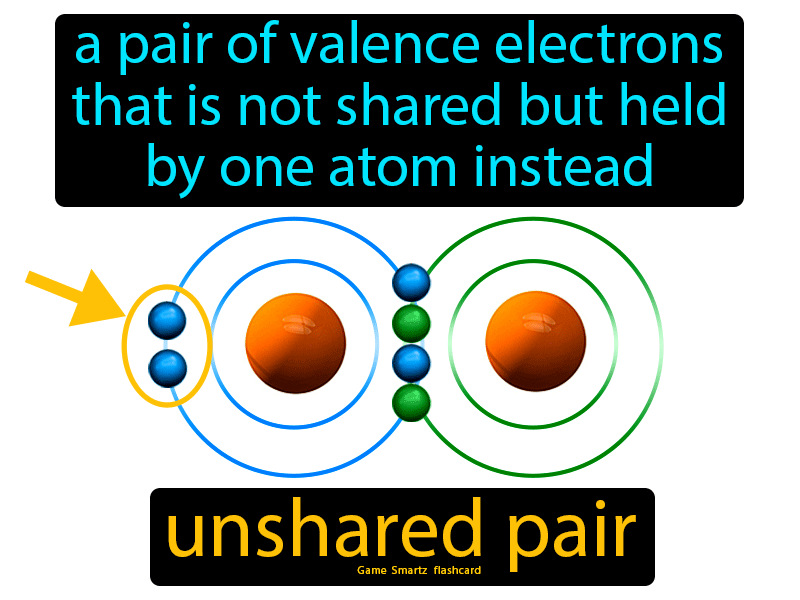 a pair of valence electrons
that is not shared but held
by one atom instead
unshared pair
Game Smartz flashcard